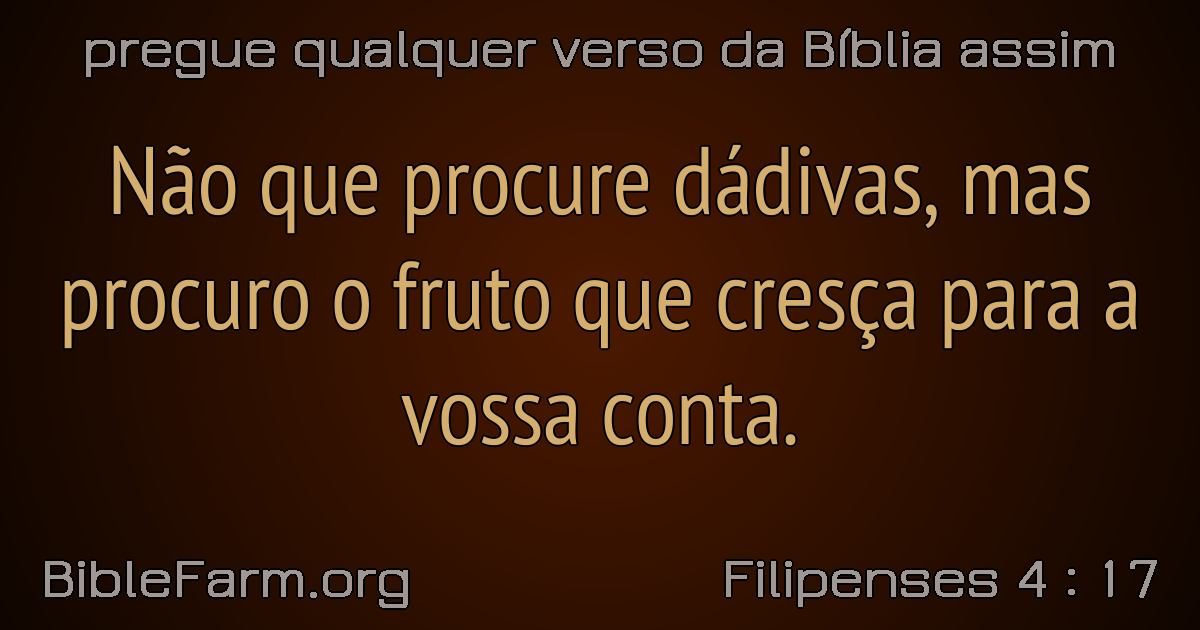 pregue qualquer verso da Bíblia assim
Não que procure dádivas, mas
procuro o fruto que cresça para a
vossa conta.
BibleFarm.org
Filipenses 4 : 17